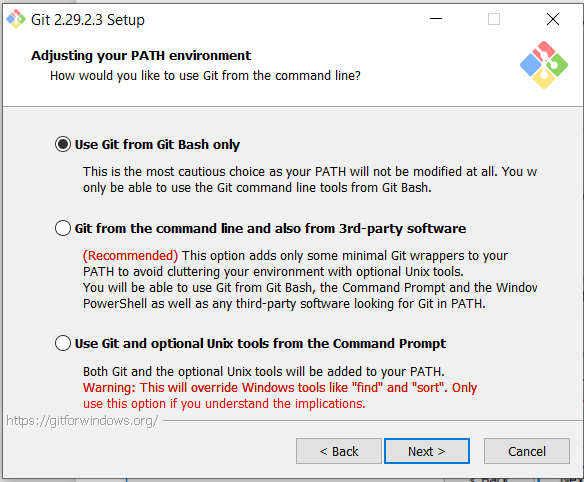 Git 2.29.2.3 Setup
Adjusting your PATH environment
How would you like to use Git from the command line?
Use Git from Git Bash only
This is the most cautious choice as your PATH will not be modified at all. You w
only be able to use the Git command line tools from Git Bash.
Git from the command line and also from 3rd-party software
(Recommended) This option adds only some minimal Git wrappers to your
PATH to avoid cluttering your environment with optional Unix tools.
You will be able to use Git from Git Bash, the Command Prompt and the Window
PowerShell as well as any third-party software looking for Git in PATH.
Use Git and optional Unix tools from the Command Prompt
Both Git and the optional Unix tools will be added to your PATH.
Warning: This will override Windows tools like "find" and "sort". Only
use this option if you understand the implications.
https://gitforwindows.org/
< Back Next > Cancel